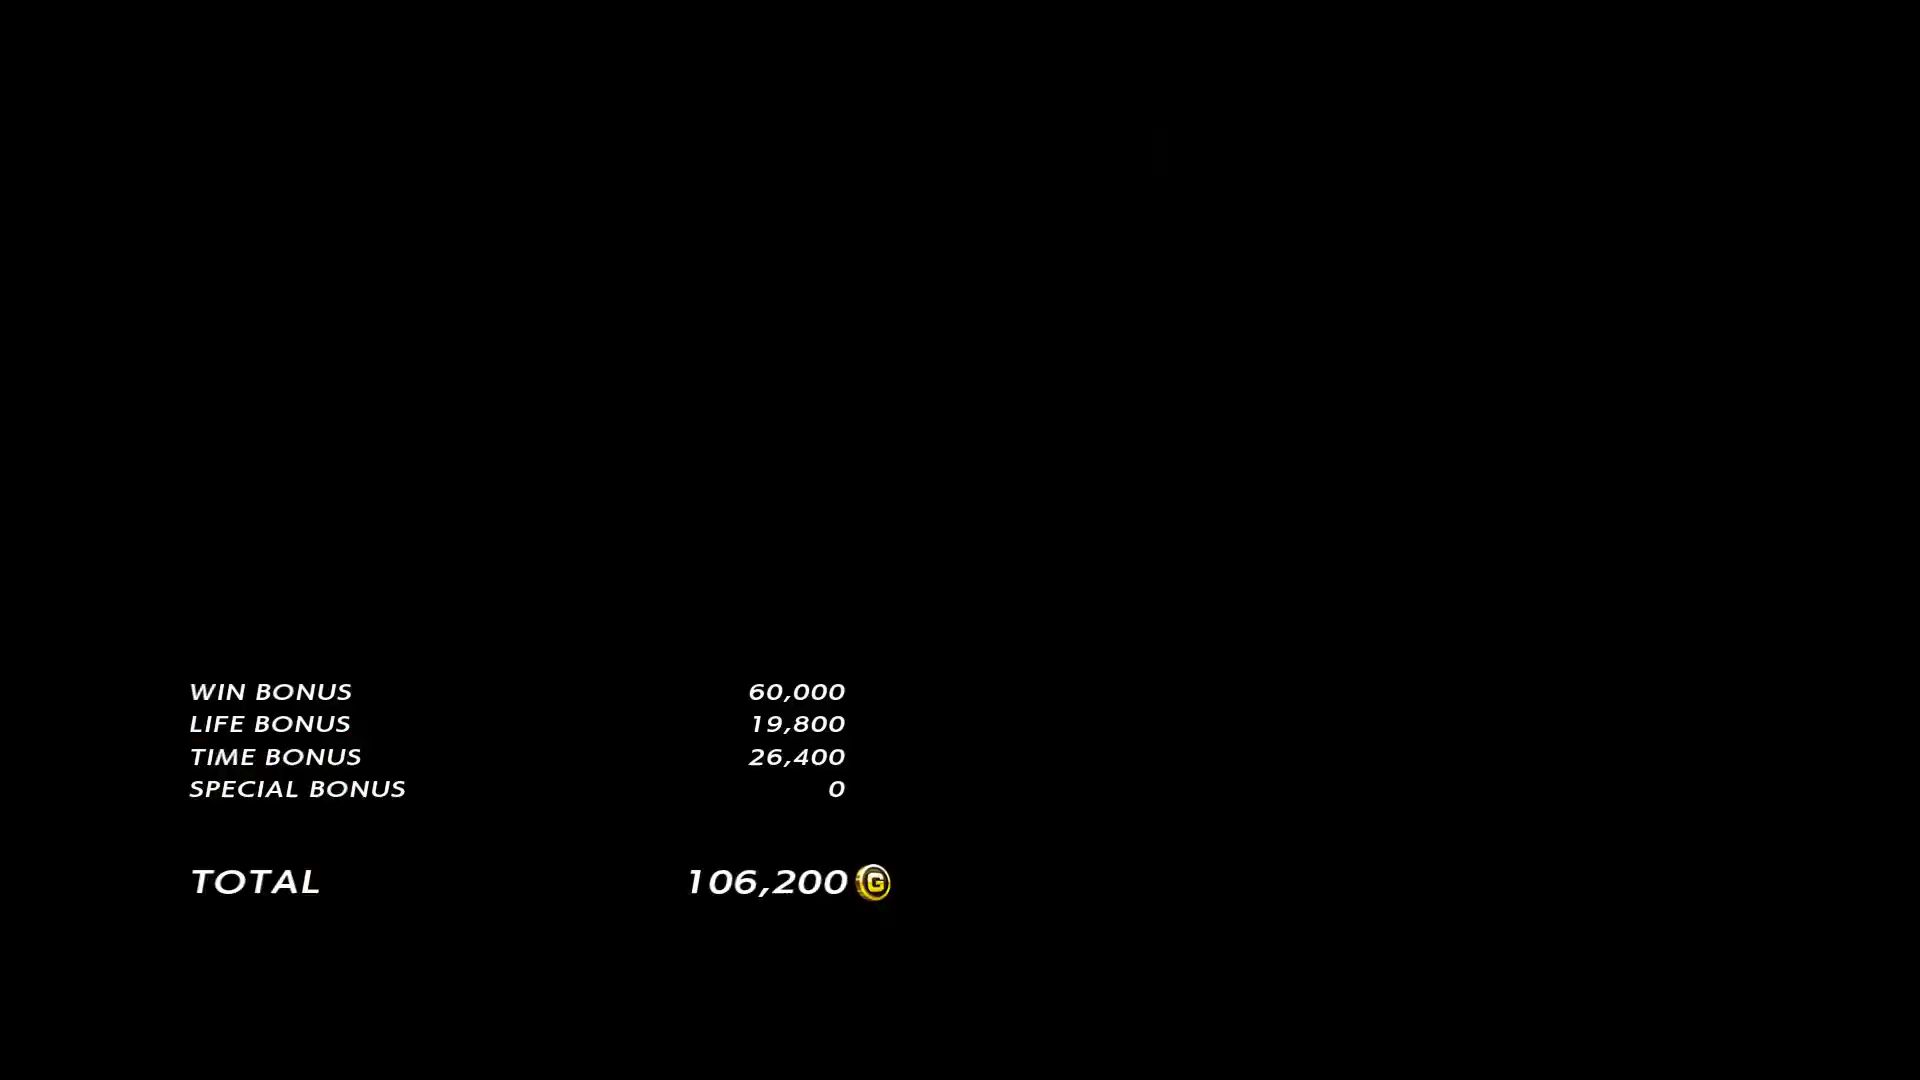 WIN BONUS 60,000
LIFE BONUS 19,800
TIME BONUS 26,400
SPECIAL BONUS 0
TOTAL 106,200 G